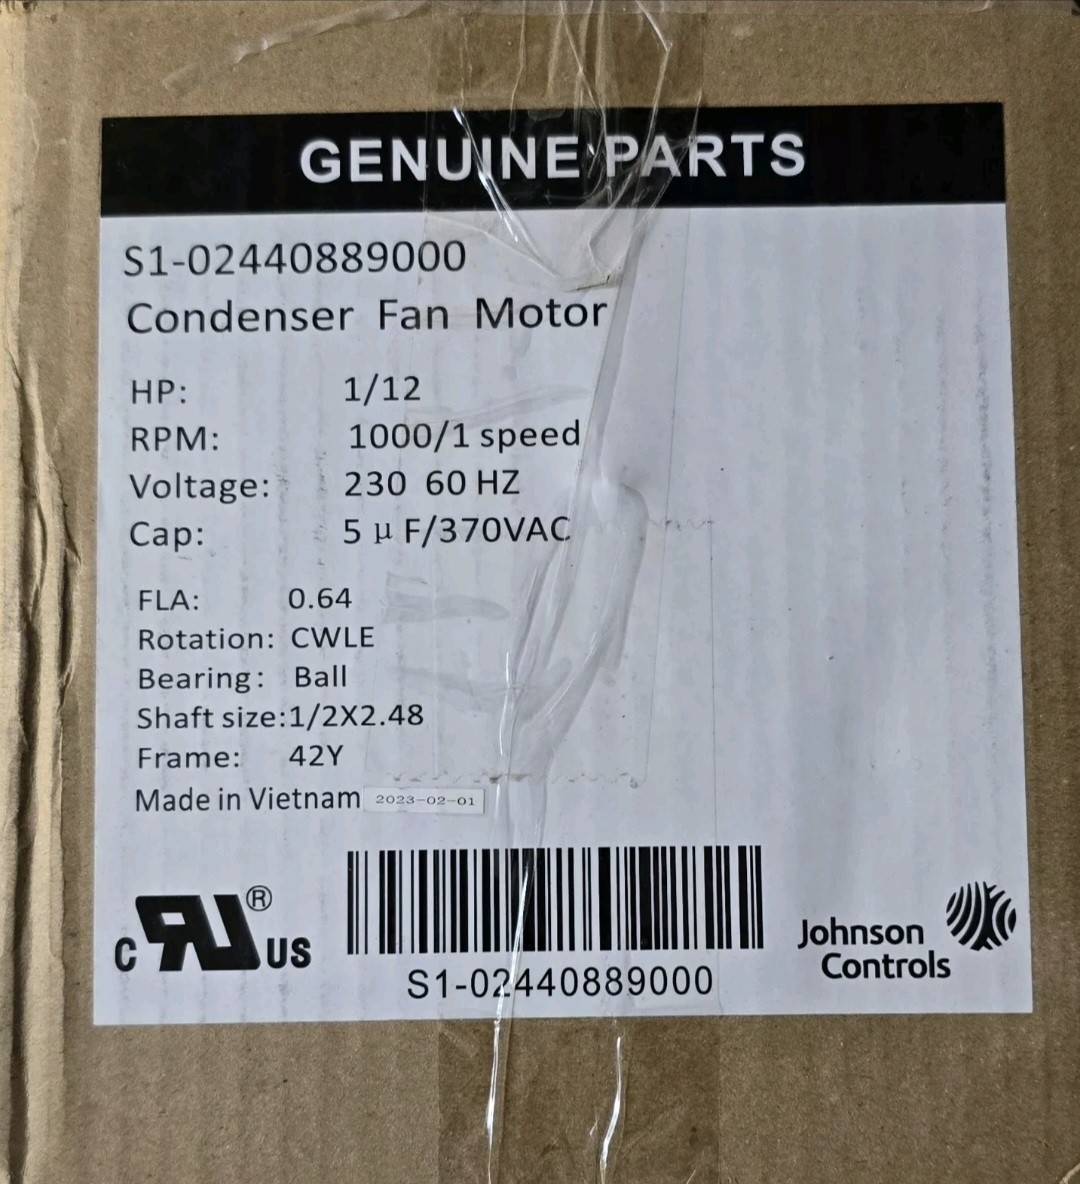 GENUINE PARTS
S1-02440889000
Condenser Fan Motor
HP: 1/12
RPM: 1000/1 speed
Voltage: 230 60 HZ
Cap: 5 μ F/370VAC
FLA: 0.64
Rotation: CWLE
Bearing: Ball
Shaft size:1/2X2.48
Frame: 42Y
Made in Vietnam 2023-02-01
C RU ® US
S1-02440889000
Johnson
Controls